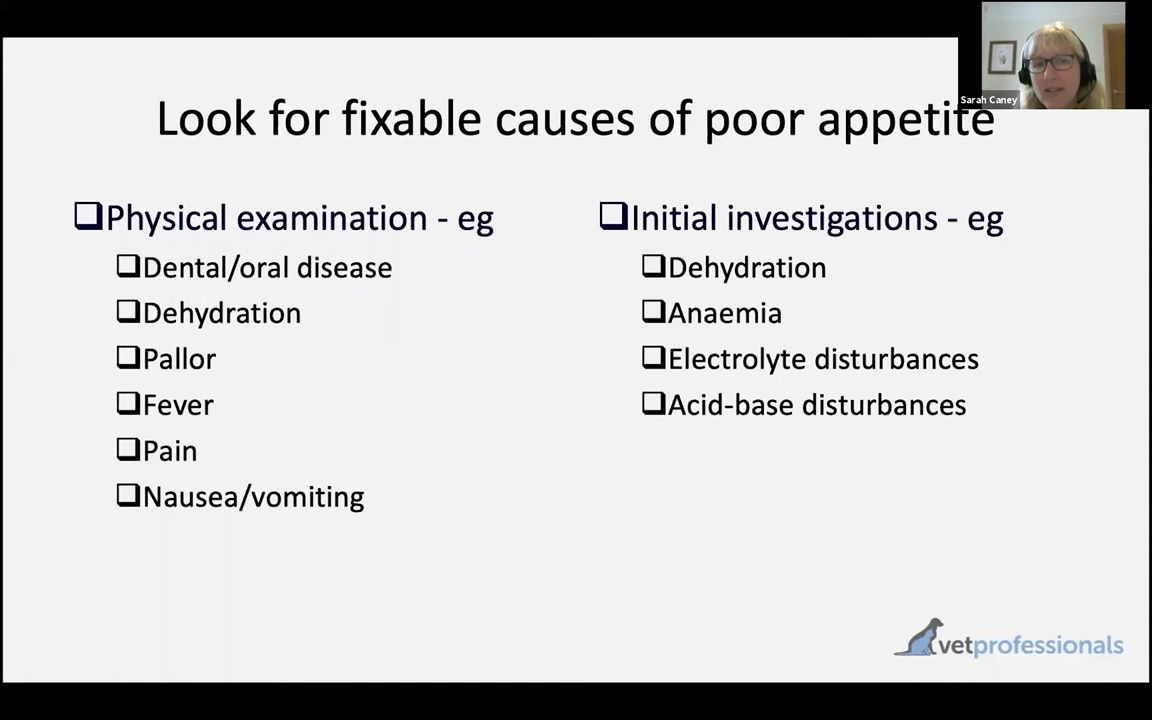 Sarah Caney
Look for fixable causes of poor appetite
Physical examination - eg
Dental/oral disease
Dehydration
Pallor
Fever
Pain
Nausea/vomiting
Initial investigations - eg
Dehydration
Anaemia
Electrolyte disturbances
Acid-base disturbances
vetprofessionals